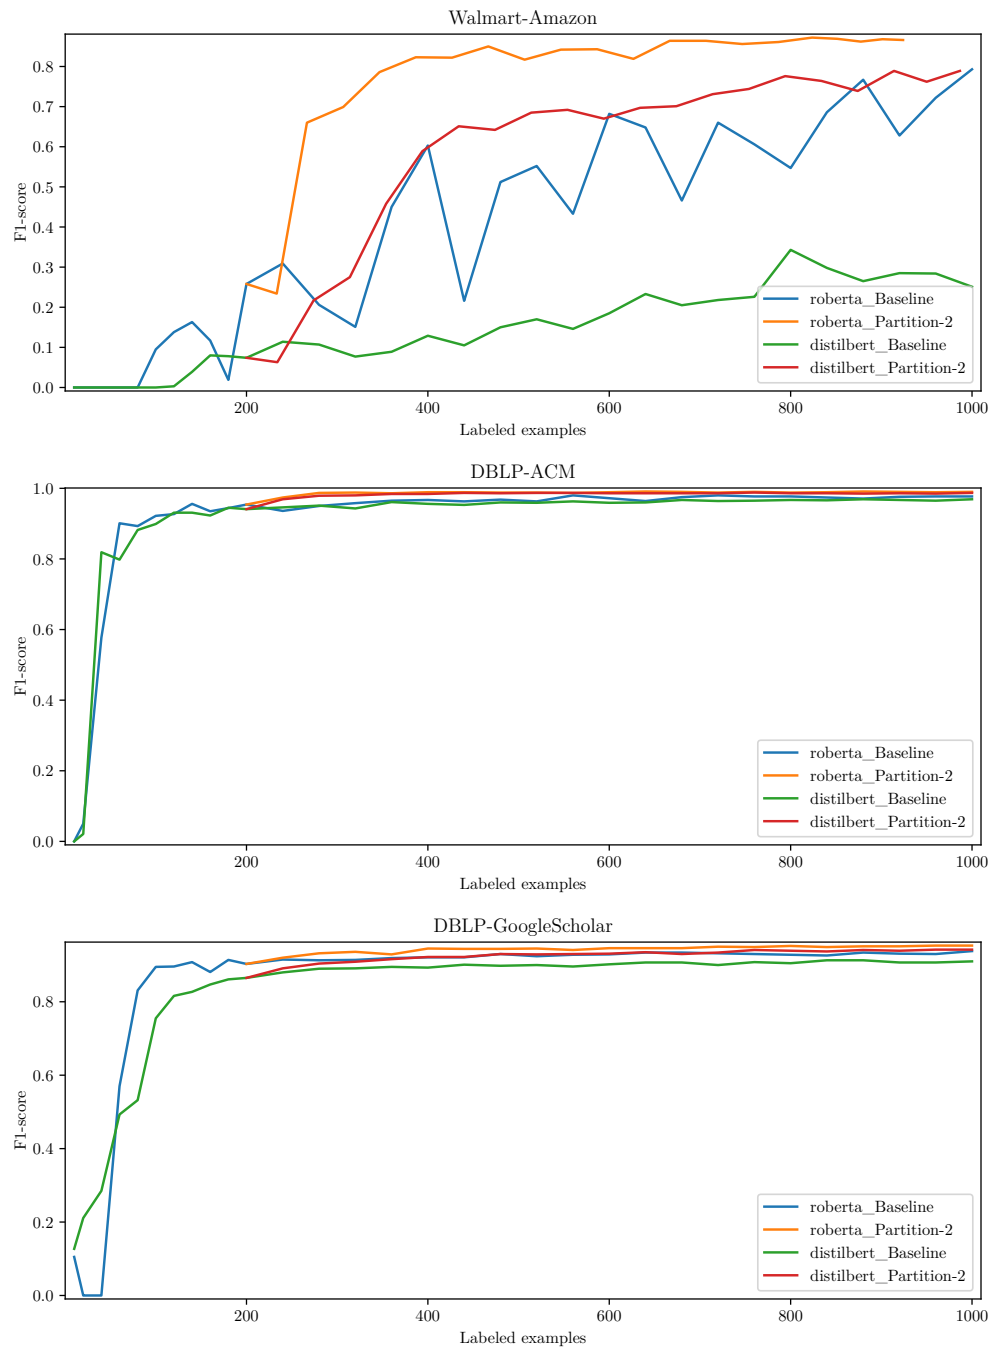 Walmart-Amazon
F1-score
0.8
0.7
0.6
0.5
0.4
0.3
0.2
0.1
0.0
roberta_Baseline
roberta_Partition-2
distilbert_Baseline
distilbert_Partition-2
200 400 600 800 1000
Labeled examples
DBLP-ACM
F1-score
1.0
0.8
0.6
0.4
0.2
0.0
roberta_Baseline
roberta_Partition-2
distilbert_Baseline
distilbert_Partition-2
200 400 600 800 1000
Labeled examples
DBLP-GoogleScholar
F1-score
0.8
0.6
0.4
0.2
0.0
roberta_Baseline
roberta_Partition-2
distilbert_Baseline
distilbert_Partition-2
200 400 600 800 1000
Labeled examples